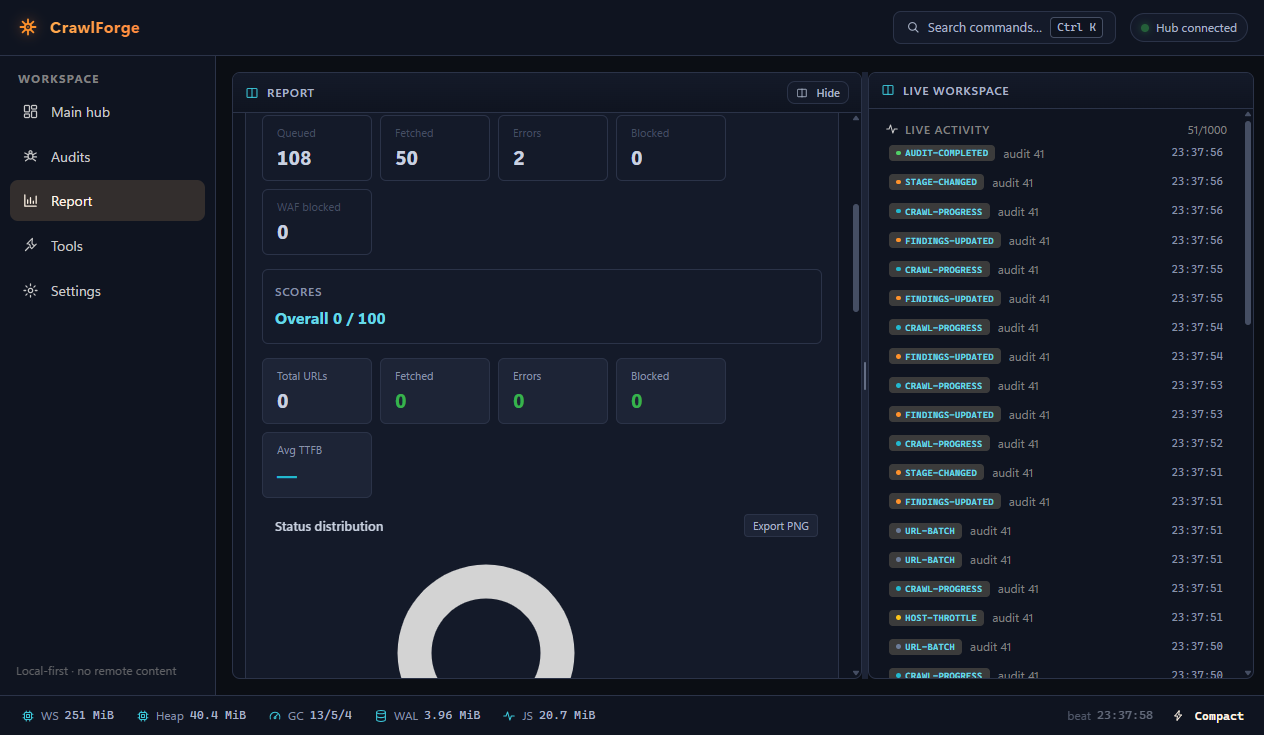 CrawlForge
Search commands... Ctrl K
Hub connected
WORKSPACE
Main hub
Audits
Report
Tools
Settings
Local-first · no remote content
REPORT
Hide
Queued Fetched Errors Blocked
108 50 2 0
WAF blocked
0
SCORES
Overall 0 / 100
Total URLs Fetched Errors Blocked
0 0 0 0
Avg TTFB
—
Status distribution
Export PNG
LIVE WORKSPACE
LIVE ACTIVITY 51/1000
AUDIT-COMPLETED audit 41 23:37:56
STAGE-CHANGED audit 41 23:37:56
CRAWL-PROGRESS audit 41 23:37:56
FINDINGS-UPDATED audit 41 23:37:56
CRAWL-PROGRESS audit 41 23:37:55
FINDINGS-UPDATED audit 41 23:37:55
CRAWL-PROGRESS audit 41 23:37:54
FINDINGS-UPDATED audit 41 23:37:54
CRAWL-PROGRESS audit 41 23:37:53
FINDINGS-UPDATED audit 41 23:37:53
CRAWL-PROGRESS audit 41 23:37:52
STAGE-CHANGED audit 41 23:37:51
FINDINGS-UPDATED audit 41 23:37:51
URL-BATCH audit 41 23:37:51
URL-BATCH audit 41 23:37:51
CRAWL-PROGRESS audit 41 23:37:51
HOST-THROTTLE audit 41 23:37:51
URL-BATCH audit 41 23:37:50
CRAWL-PROGRESS audit 41 23:37:50
WS 251 MiB Heap 40.4 MiB GC 13/5/4 WAL 3.96 MiB JS 20.7 MiB
beat 23:37:58 Compact